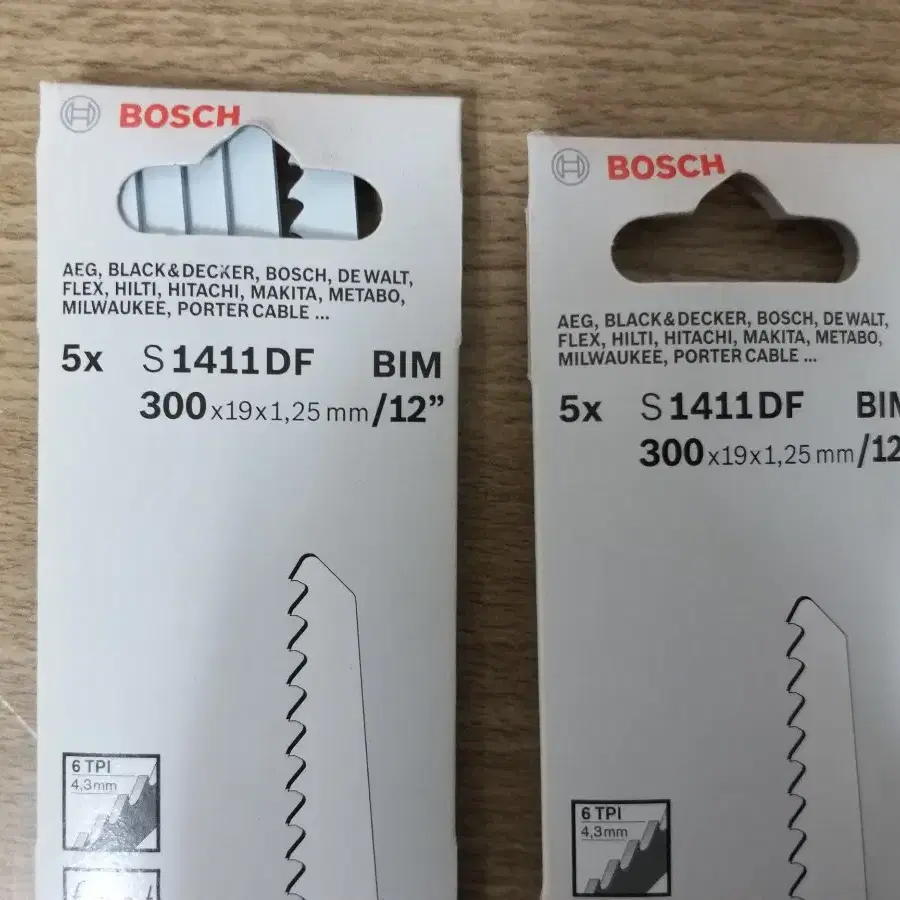 BOSCH
AEG, BLACK&DECKER, BOSCH, DE WALT,
FLEX, HILTI, HITACHI, MAKITA, METABO,
MILWAUKEE, PORTER CABLE ...
5x S 1411 DF BIM
300 x 19 x 1,25 mm /12”
6 TPI
4,3mm
BOSCH
AEG, BLACK&DECKER, BOSCH, DE WALT,
FLEX, HILTI, HITACHI, MAKITA, METABO,
MILWAUKEE, PORTER CABLE ...
5x S 1411 DF BIM
300 x 19 x 1,25 mm /12
6 TPI
4,3mm